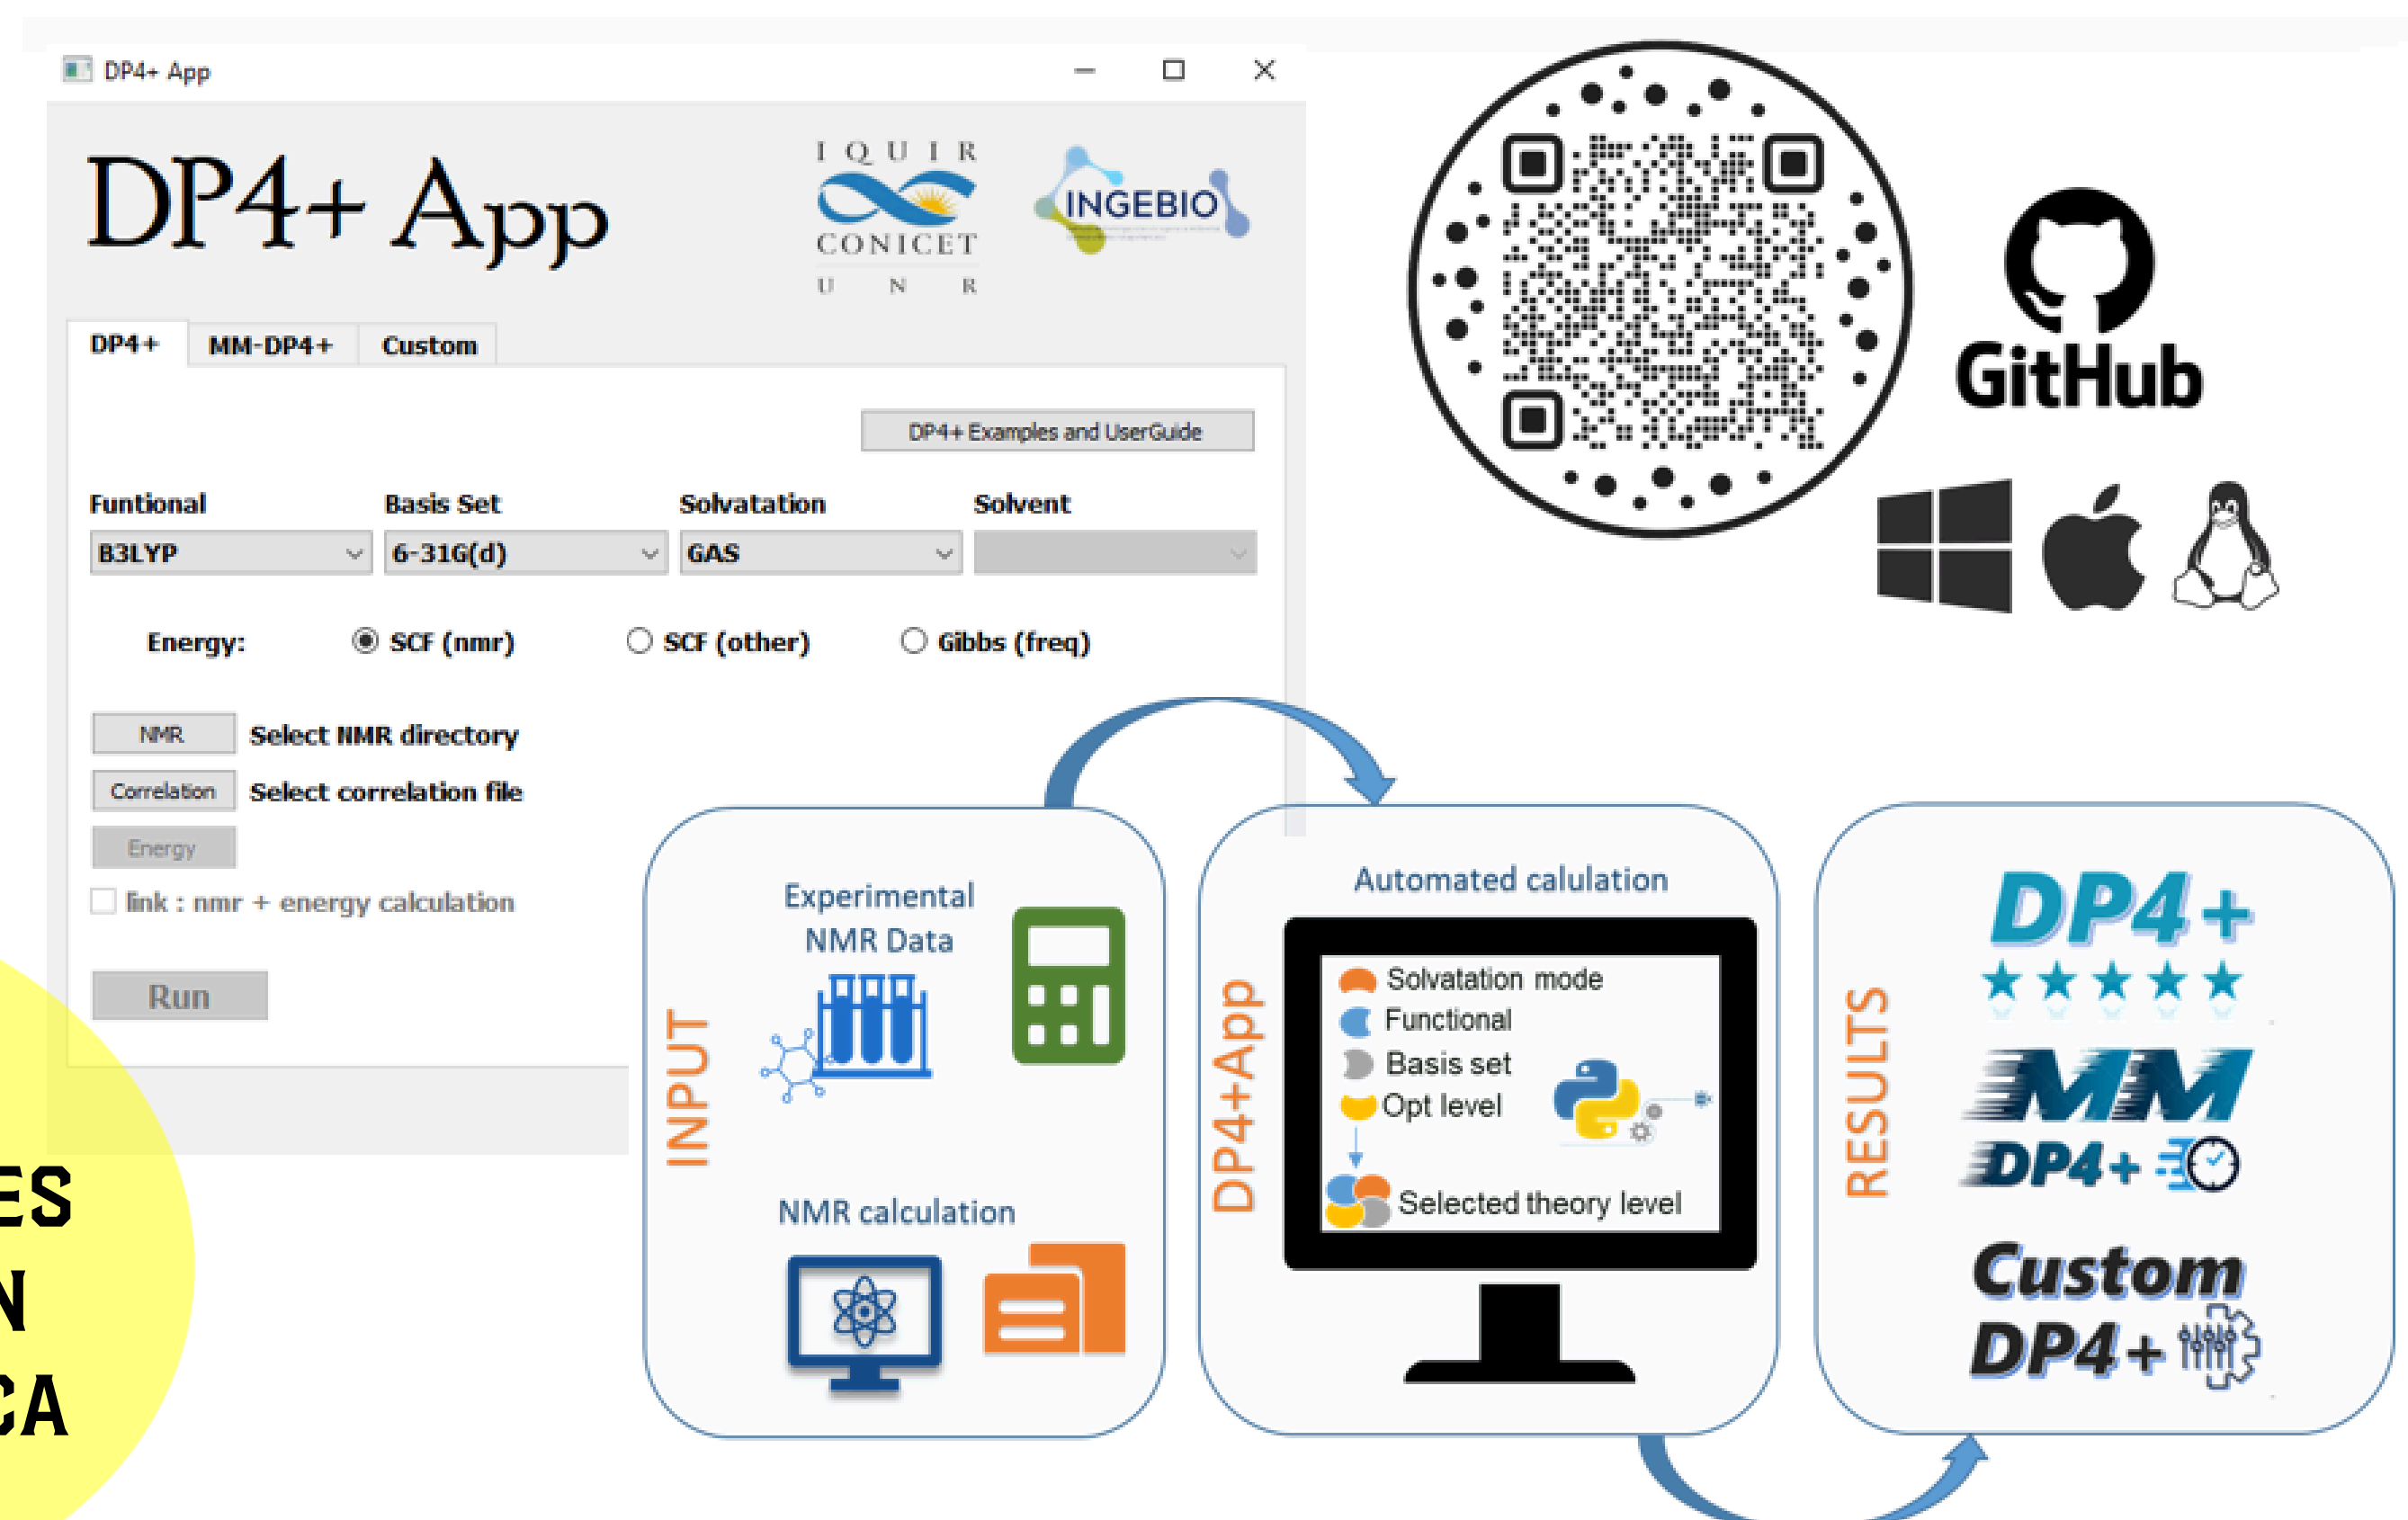 DP4+ App
DP4+ App
I Q U I R
CONICET
U N R
INGEBIO
DP4+ MM-DP4+ Custom
DP4+ Examples and UserGuide
Funtional Basis Set Solvatation Solvent
B3LYP 6-31G(d) GAS
Energy: SCF (nmr) SCF (other) Gibbs (freq)
NMR Select NMR directory
Correlation Select correlation file
Energy
link : nmr + energy calculation
Run
GitHub
INPUT
Experimental
NMR Data
NMR calculation
DP4+App
Automated calulation
Solvatation mode
Functional
Basis set
Opt level
Selected theory level
RESULTS
DP4+
MM
DP4+
Custom
DP4+
ES
N
CA